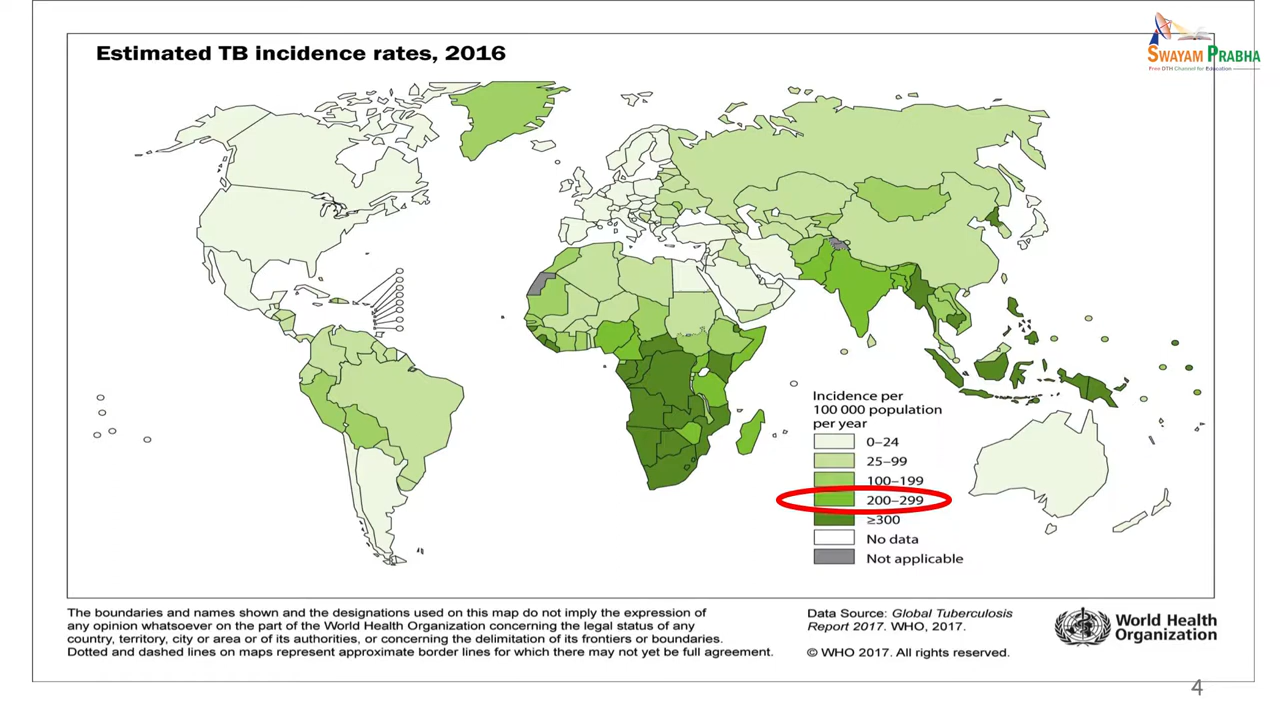 Estimated TB incidence rates, 2016
SWAYAM PRABHA
Free DTH Channel for Education
Incidence per
100 000 population
per year
0–24
25–99
100–199
200–299
≥300
No data
Not applicable
The boundaries and names shown and the designations used on this map do not imply the expression of
any opinion whatsoever on the part of the World Health Organization concerning the legal status of any
country, territory, city or area or of its authorities, or concerning the delimitation of its frontiers or boundaries.
Dotted and dashed lines on maps represent approximate border lines for which there may not yet be full agreement.
Data Source: Global Tuberculosis
Report 2017. WHO, 2017.
© WHO 2017. All rights reserved.
World Health
Organization
4